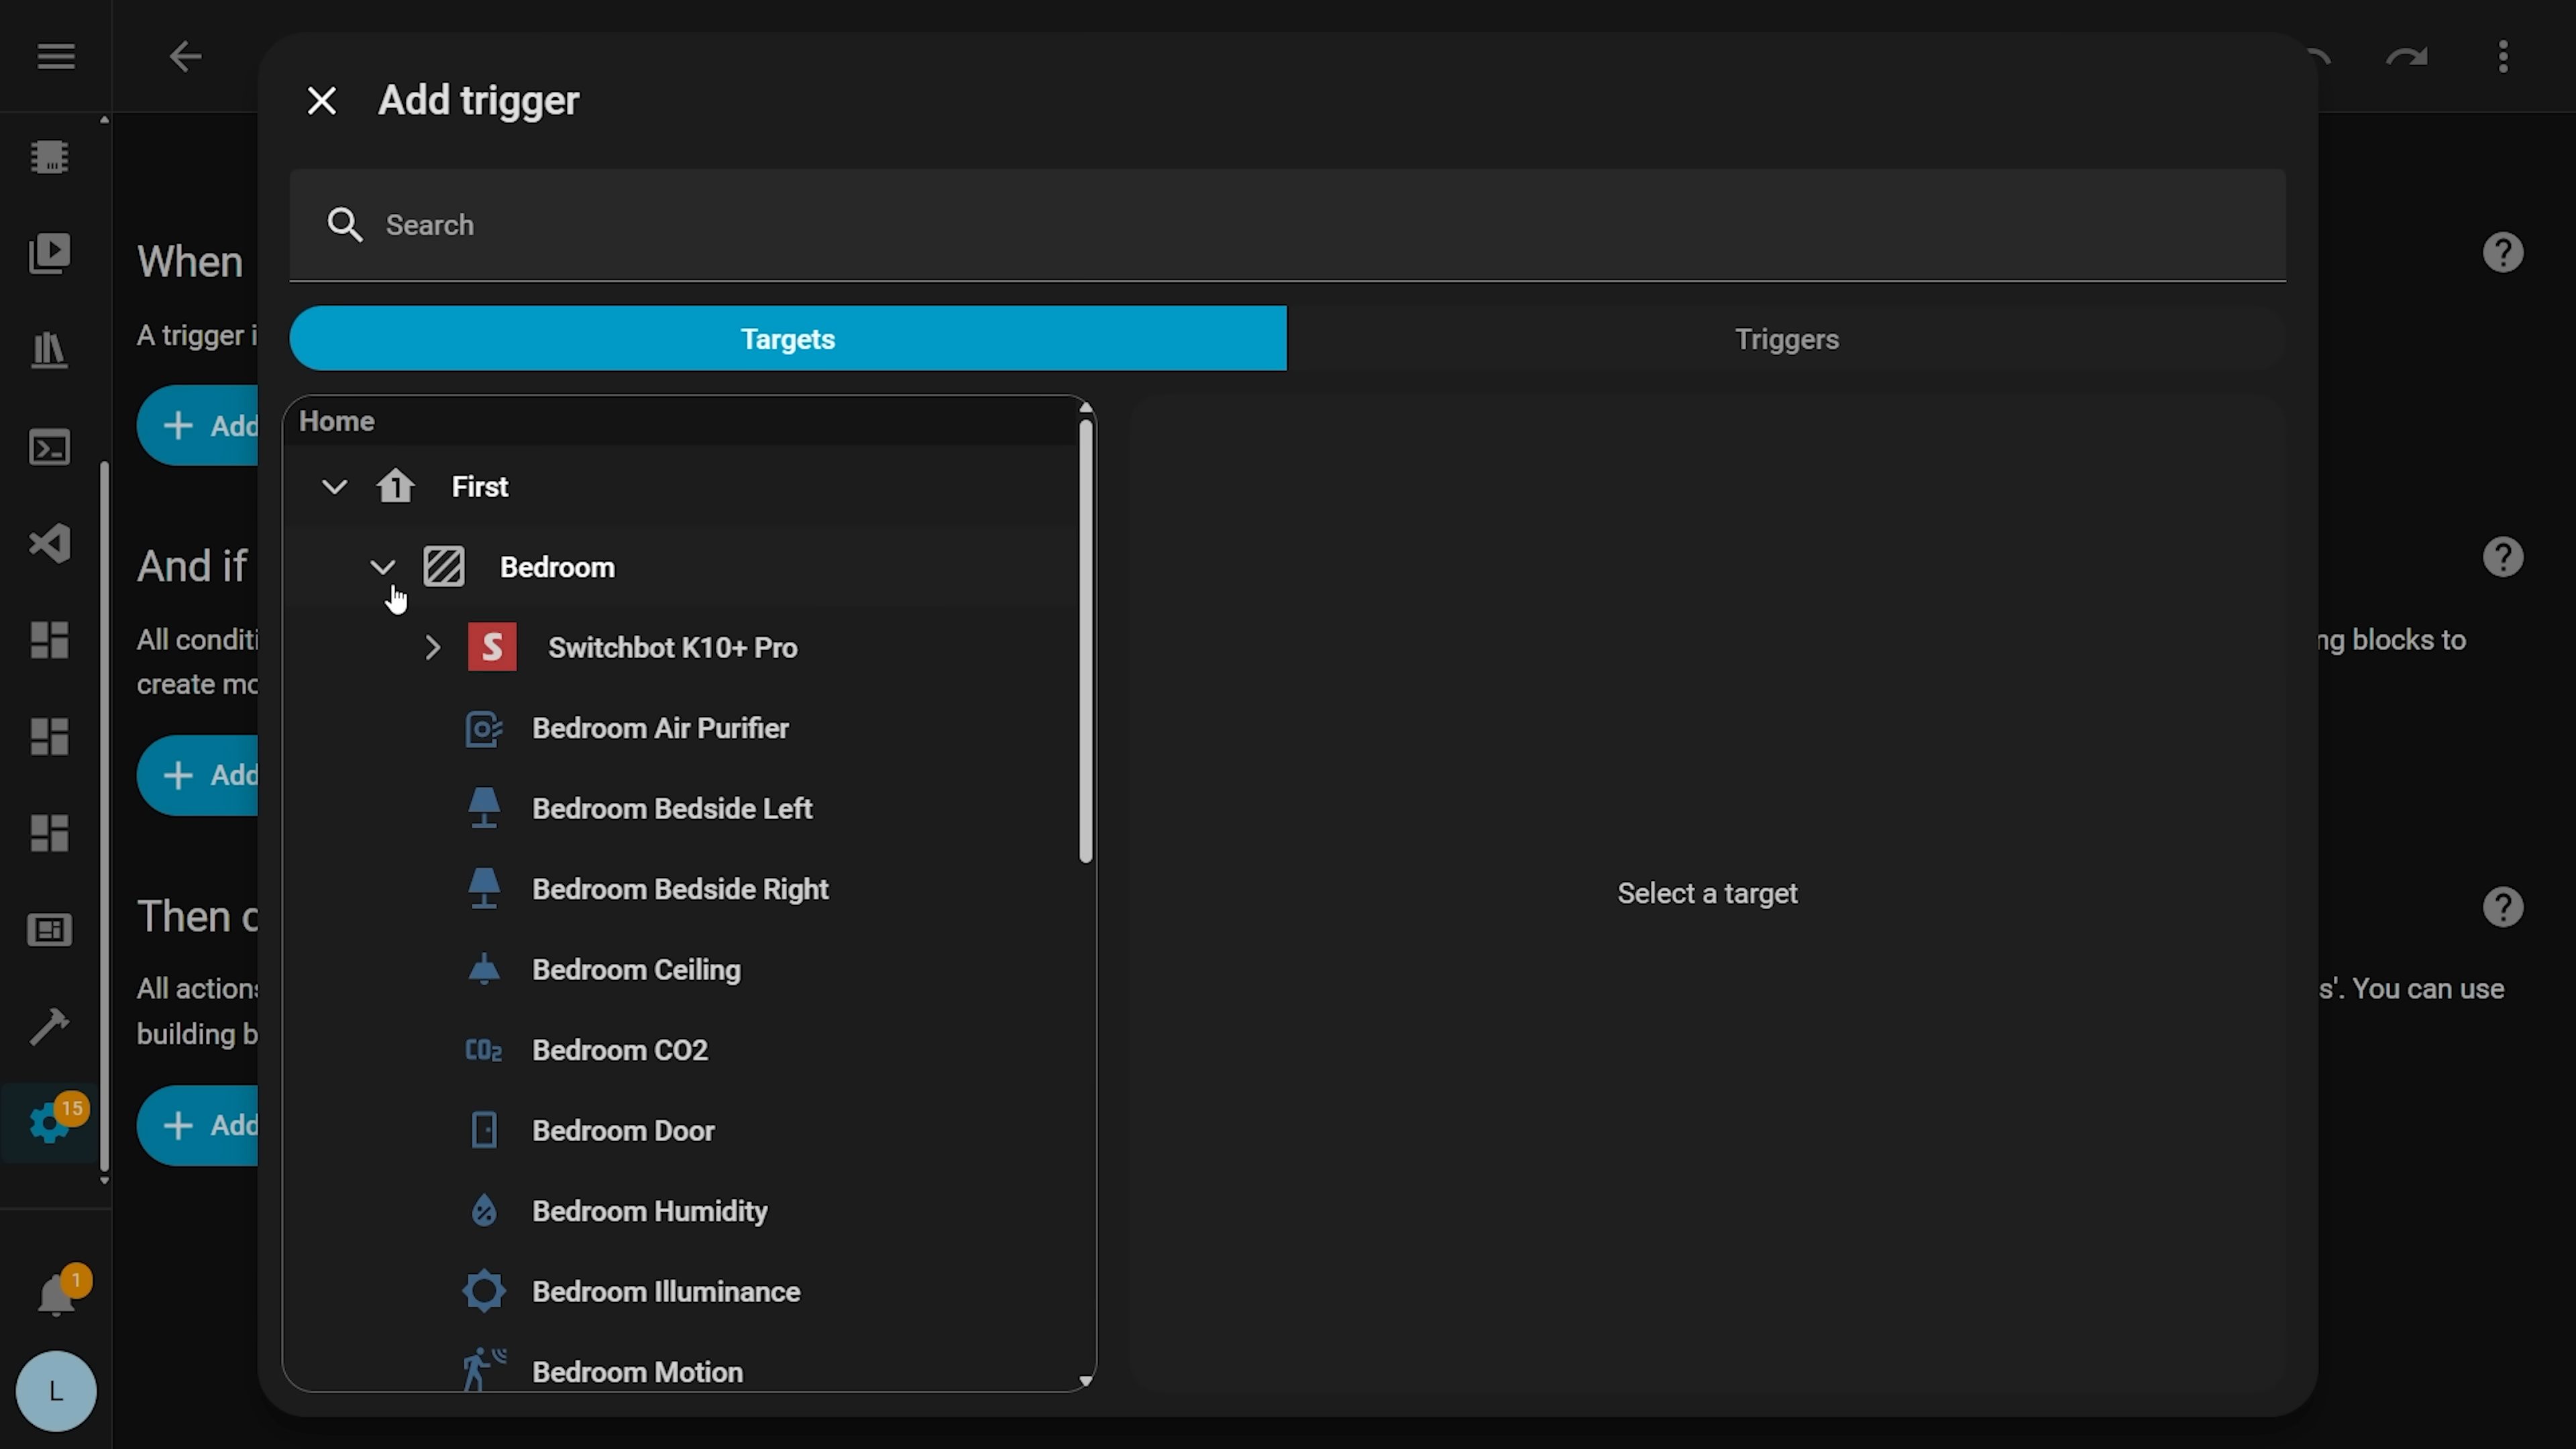 Add trigger
Search
Targets
Triggers
When
A trigger i
Add
And if
All conditi
ng blocks to
create mo
Add
Then d
All actions
s'. You can use
building b
Add
Home
1
First
Bedroom
S
Switchbot K10+ Pro
Bedroom Air Purifier
Bedroom Bedside Left
Bedroom Bedside Right
Bedroom Ceiling
CO2
Bedroom CO2
Bedroom Door
Bedroom Humidity
Bedroom Illuminance
Bedroom Motion
Select a target
15
1
L